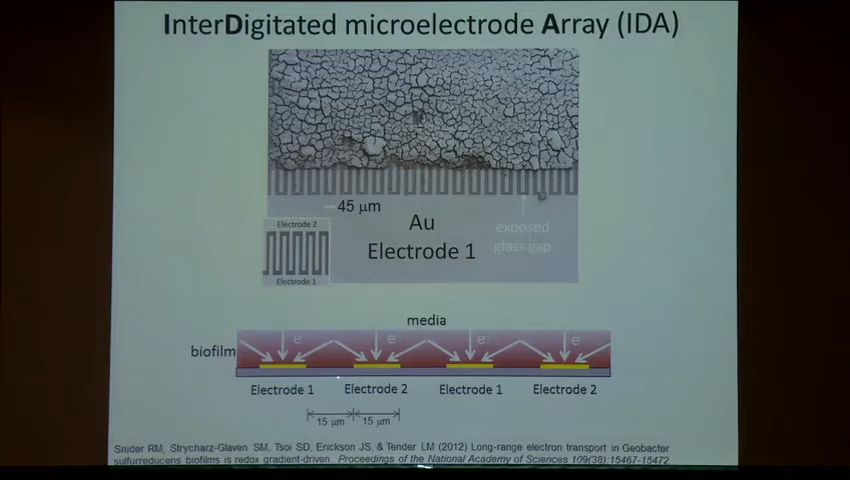 InterDigitated microelectrode Array (IDA)
45 μm
Au
Electrode 1
exposed
glass gap
Electrode 2
Electrode 1
media
biofilm
e⁻ e⁻ e⁻ e⁻
Electrode 1 Electrode 2 Electrode 1 Electrode 2
15 μm 15 μm
Snider RM, Strycharz-Glaven SM, Tsoi SD, Erickson JS, & Tender LM (2012) Long-range electron transport in Geobacter
sulfurreducens biofilms is redox gradient-driven. Proceedings of the National Academy of Sciences 109(38):15467-15472